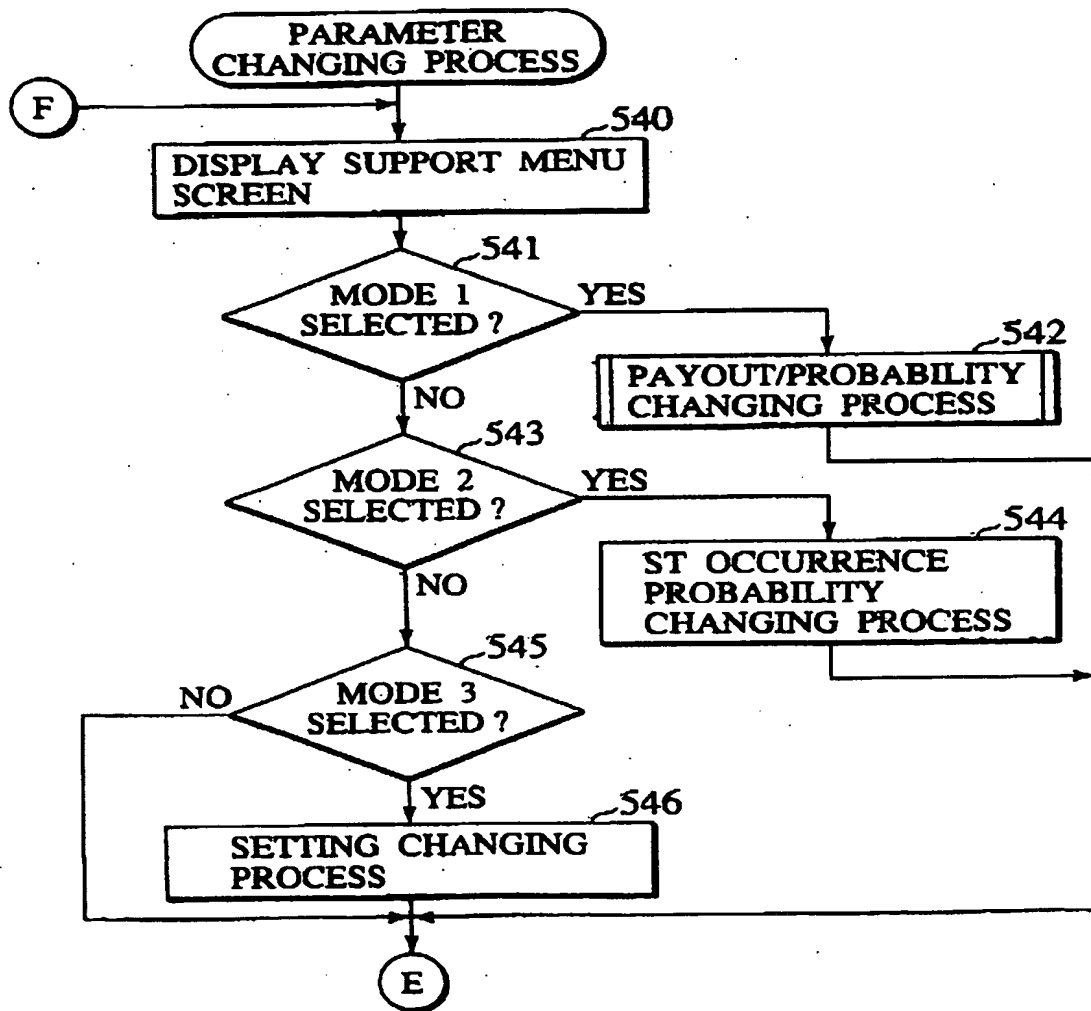 PARAMETER
CHANGING PROCESS
F
540
DISPLAY SUPPORT MENU
SCREEN
541
MODE 1
SELECTED ?
YES
542
PAYOUT/PROBABILITY
CHANGING PROCESS
NO
543
MODE 2
SELECTED ?
YES
544
ST OCCURRENCE
PROBABILITY
CHANGING PROCESS
NO
545
NO
MODE 3
SELECTED ?
YES
546
SETTING CHANGING
PROCESS
E